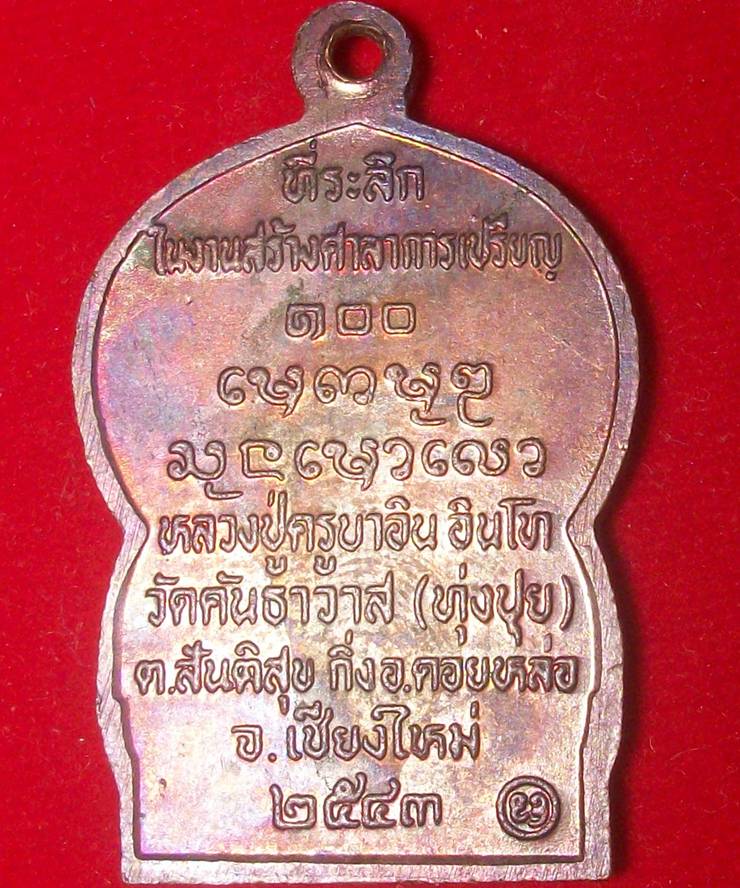 ที่ระลึก
ในงานสร้างศาลาการเปรียญ
หลวงปู่ครูบาอิน อินโท
วัดคันธาวาส (ทุ่งปุย)
ต.สันติสุข กิ่งอ.ดอยหล่อ
จ.เชียงใหม่
๒๕๔๓